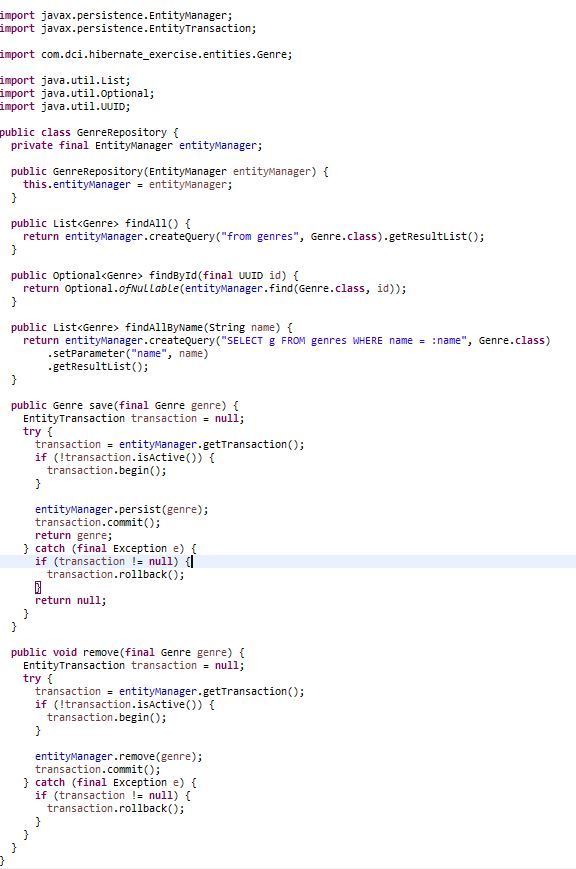 import javax.persistence.EntityManager;
import javax.persistence.EntityTransaction;

import com.dci.hibernate_exercise.entities.Genre;

import java.util.List;
import java.util.Optional;
import java.util.UUID;

public class GenreRepository {
  private final EntityManager entityManager;

  public GenreRepository(EntityManager entityManager) {
    this.entityManager = entityManager;
  }

  public List<Genre> findAll() {
    return entityManager.createQuery("from genres", Genre.class).getResultList();
  }

  public Optional<Genre> findById(final UUID id) {
    return Optional.ofNullable(entityManager.find(Genre.class, id));
  }

  public List<Genre> findAllByName(String name) {
    return entityManager.createQuery("SELECT g FROM genres WHERE name = :name", Genre.class)
        .setParameter("name", name)
        .getResultList();
  }

  public Genre save(final Genre genre) {
    EntityTransaction transaction = null;
    try {
      transaction = entityManager.getTransaction();
      if (!transaction.isActive()) {
        transaction.begin();
      }

      entityManager.persist(genre);
      transaction.commit();
      return genre;
    } catch (final Exception e) {
      if (transaction != null) {
        transaction.rollback();
      }
      return null;
    }
  }

  public void remove(final Genre genre) {
    EntityTransaction transaction = null;
    try {
      transaction = entityManager.getTransaction();
      if (!transaction.isActive()) {
        transaction.begin();
      }

      entityManager.remove(genre);
      transaction.commit();
    } catch (final Exception e) {
      if (transaction != null) {
        transaction.rollback();
      }
    }
  }
}